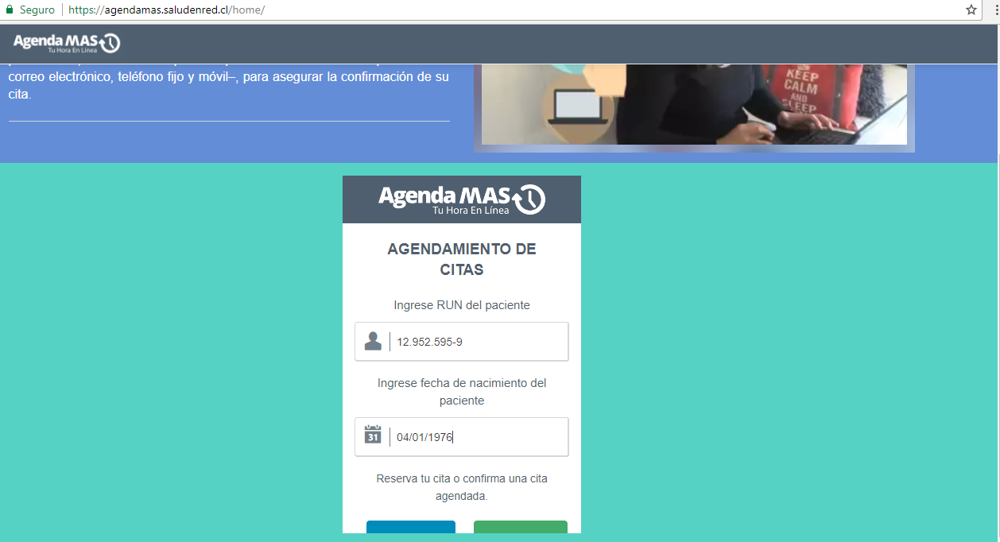 Seguro https://agendamas.saludenred.cl/home/
Agenda MAS
Tu Hora En Línea
correo electrónico, teléfono fijo y móvil–, para asegurar la confirmación de su
cita.
KEEP
CALM
AND
SLEEP
Agenda MAS
Tu Hora En Línea
AGENDAMIENTO DE
CITAS
Ingrese RUN del paciente
12.952.595-9
Ingrese fecha de nacimiento del
paciente
31
04/01/1976
Reserva tu cita o confirma una cita
agendada.